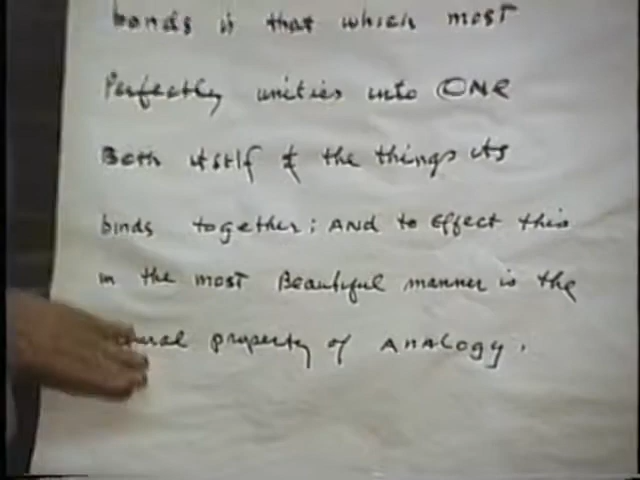 bonds is that which most
Perfectly unities into ONE
Both itself & the things its
binds together; AND to Effect this
in the most Beautiful manner is the
property of ANALOGY.